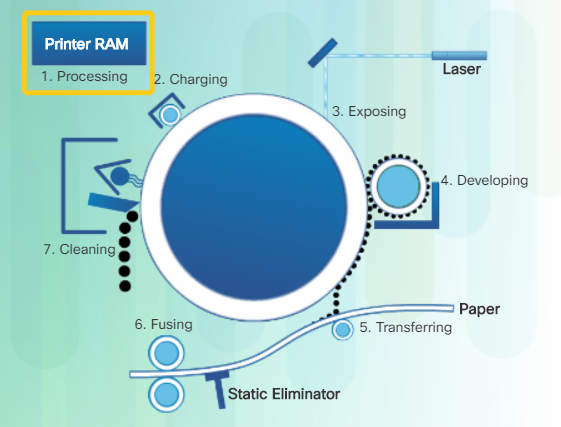 Printer RAM
1. Processing
2. Charging
Laser
3. Exposing
4. Developing
7. Cleaning
Paper
6. Fusing
5. Transferring
Static Eliminator